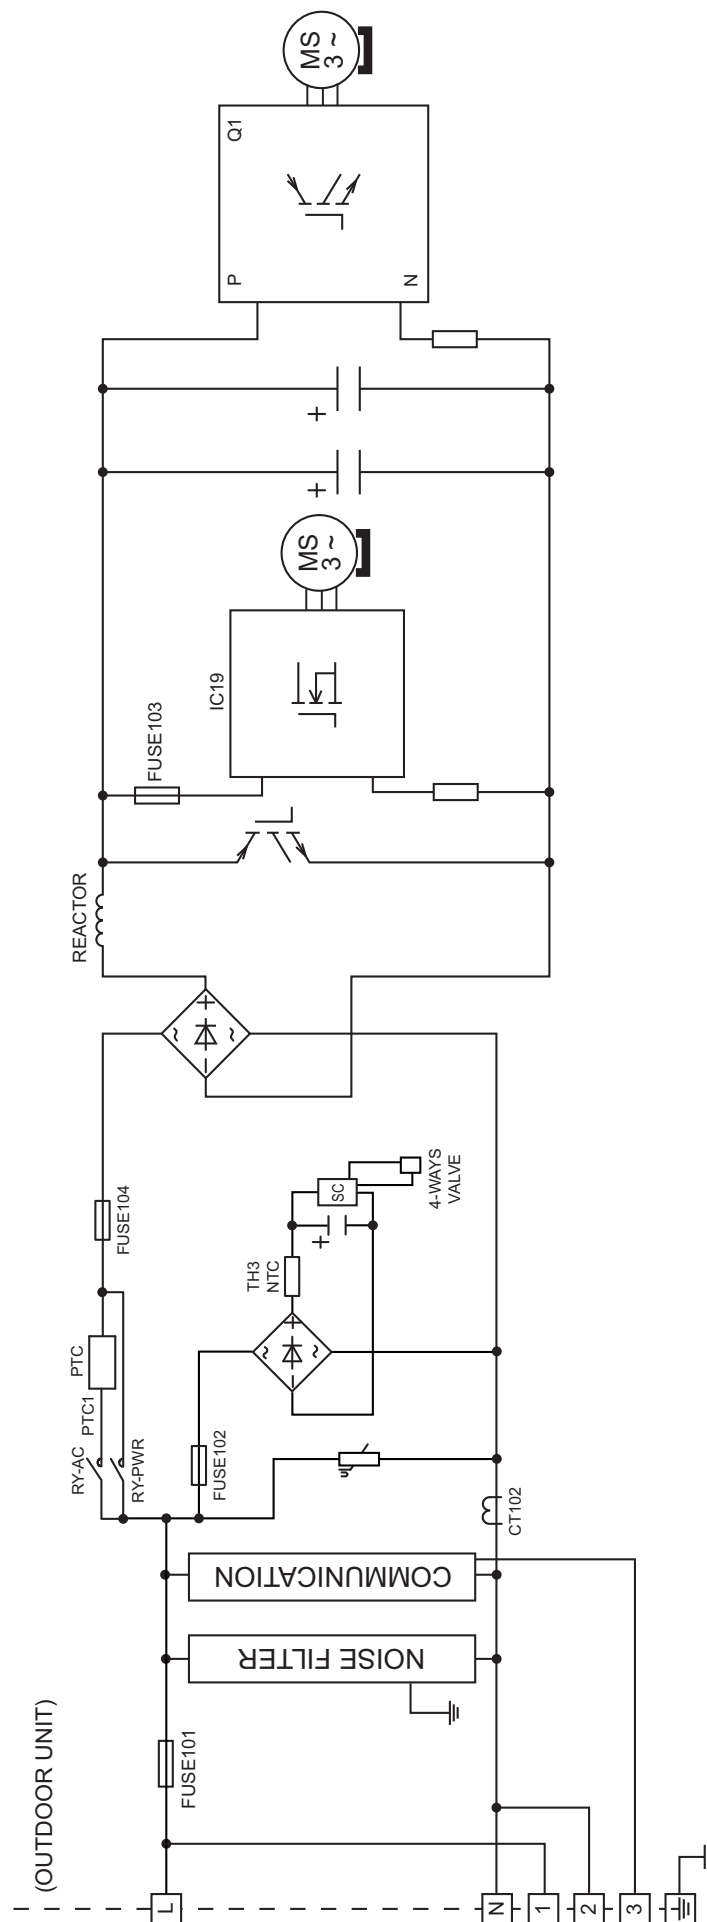 (OUTDOOR UNIT)
L
N
1
2
3
FUSE101
NOISE FILTER
COMMUNICATION
CT102
RY-AC
RY-PWR
PTC1
PTC
FUSE102
FUSE104
~
~
+
–
TH3
NTC
+
SC
4-WAYS
VALVE
~
~
+
–
REACTOR
FUSE103
IC19
MS
3 ~
+
+
P
N
Q1
MS
3 ~